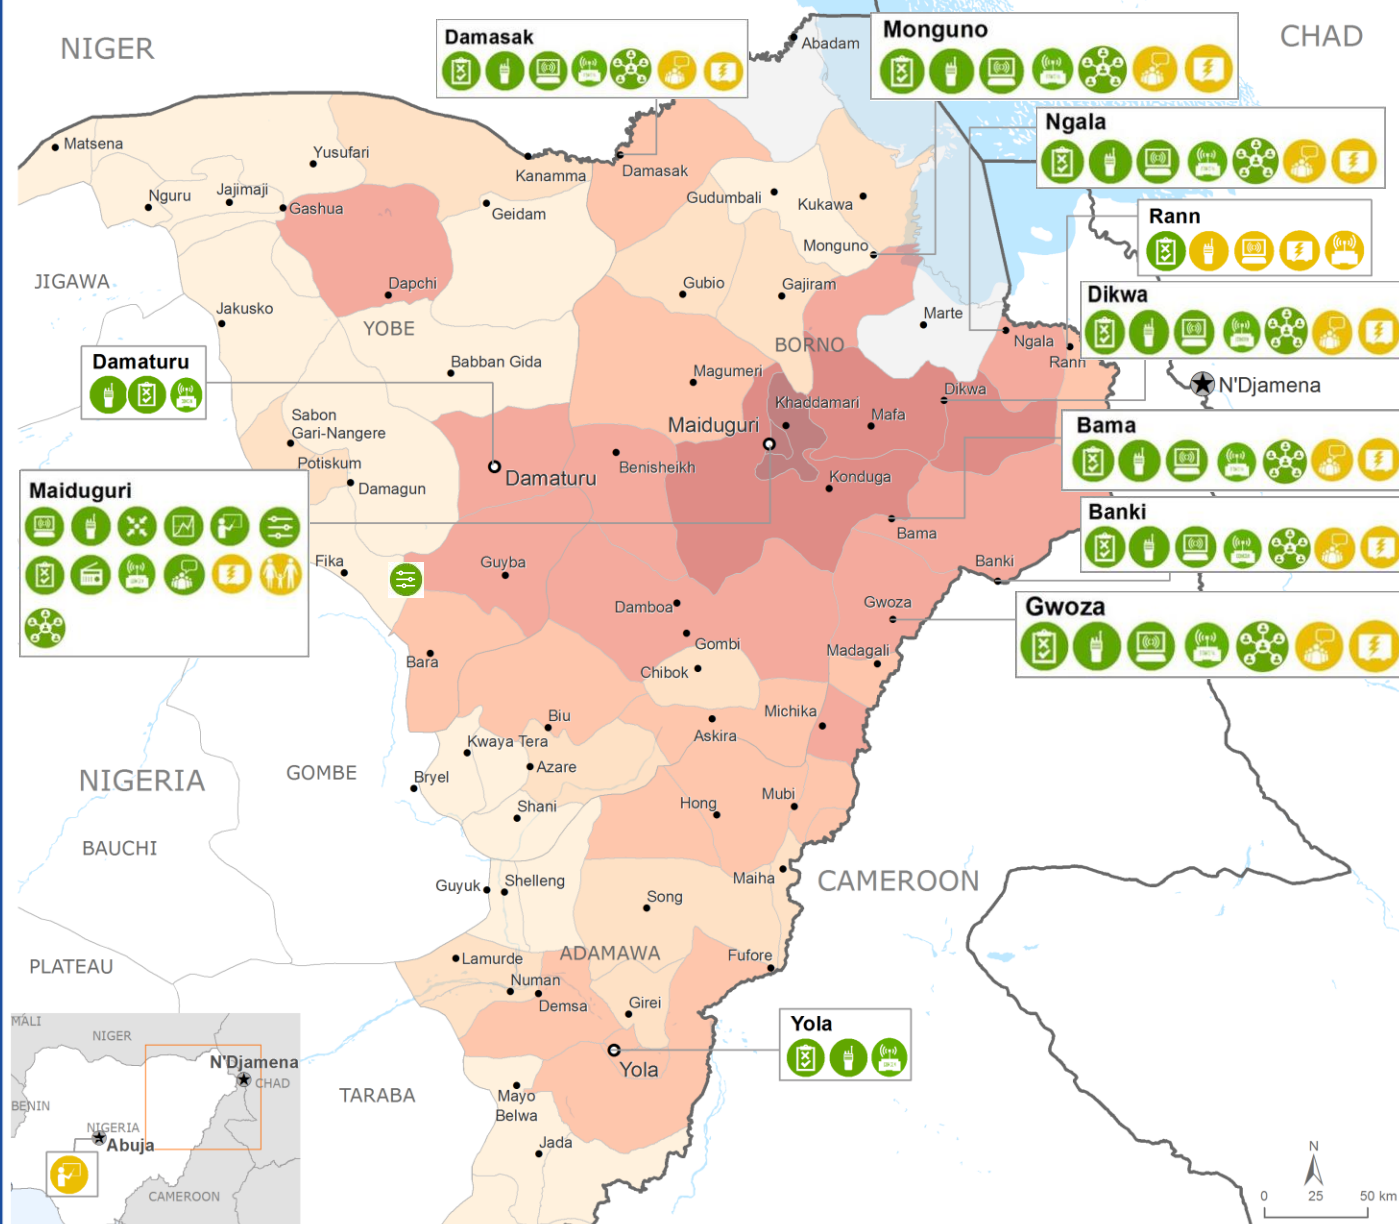 NIGER
CHAD
Damasak
Monguno
Abadam
Ngala
Matsena
Yusufari
Kanamma
Damasak
Nguru
Jajimaji
Gashua
Geidam
Gudumbali
Kukawa
Rann
Monguno
JIGAWA
Dapchi
Gubio
Gajiram
Dikwa
Jakusko
YOBE
Marte
BORNO
Ngala
Rann
Damaturu
Babban Gida
Magumeri
Dikwa
N'Djamena
Khaddamari
Mafa
Sabon
Gari-Nangere
Maiduguri
Bama
Potiskum
Benisheikh
Damaturu
Konduga
Damagun
Maiduguri
Banki
Bama
Fika
Guyba
Banki
Damboa
Gwoza
Gwoza
Gombi
Madagali
Bara
Chibok
Biu
Michika
Askira
Kwaya Tera
Azare
NIGERIA
GOMBE
Bryel
Shani
Hong
Mubi
BAUCHI
Guyuk
Shelleng
Maiha
CAMEROON
Song
ADAMAWA
PLATEAU
Lamurde
Fufore
Numan
Demsa
Girei
Yola
Yola
MALI
NIGER
N'Djamena
CHAD
TARABA
Mayo
Belwa
BENIN
NIGERIA
Abuja
Jada
CAMEROON
N
0 25 50 km